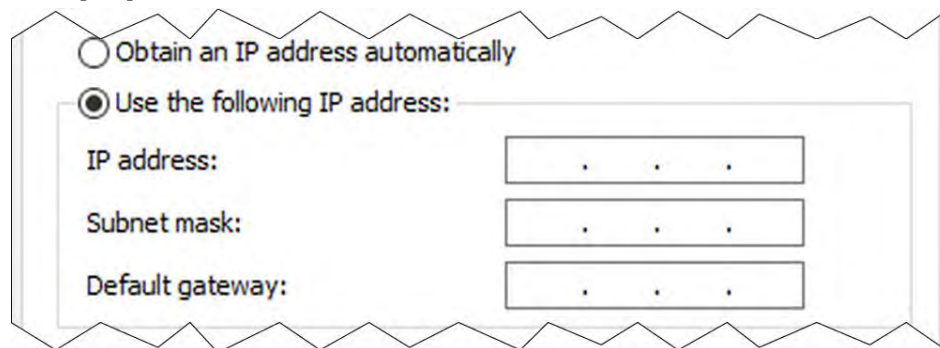 Obtain an IP address automatically
Use the following IP address:
IP address: . . .
Subnet mask: . . .
Default gateway: . . .